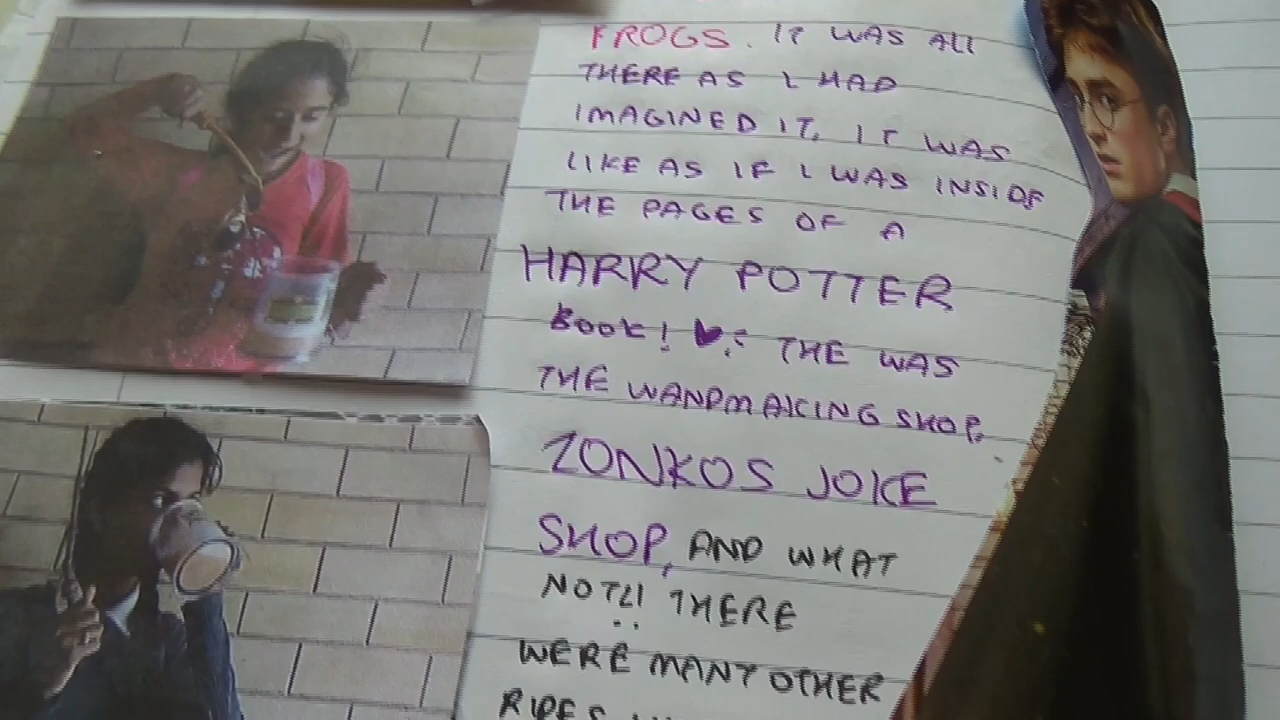 FROGS. IT WAS ALL
THERE AS I HAD
IMAGINED IT. IT WAS
LIKE AS IF I WAS INSIDE
THE PAGES OF A
HARRY POTTER
BOOK! THE WAS
THE WANDMAKING SHOP,
ZONKOS JOKE
SHOP, AND WHAT
NOT!! THERE
WERE MANY OTHER
RIDES